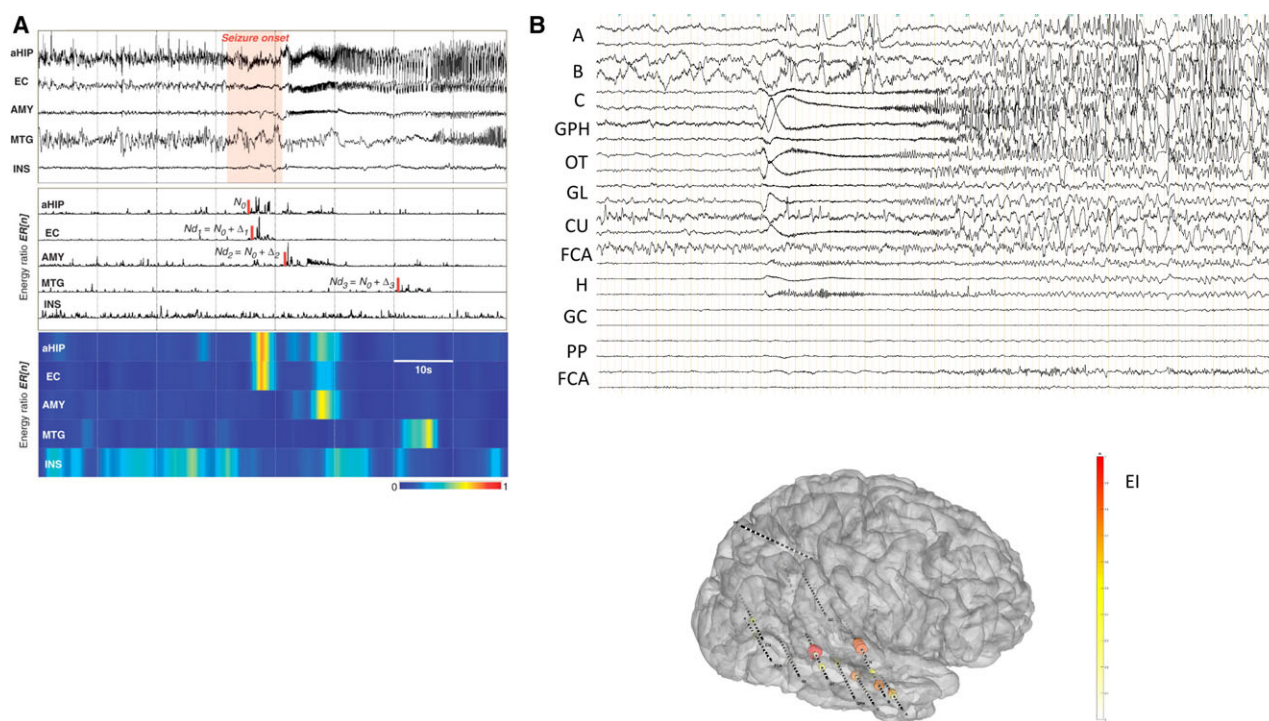 A
Seizure onset
aHIP
EC
AMY
MTG
INS
Energy ratio ER[n]
aHIP
N0
EC
Nd1 = N0 + Δ1
AMY
Nd2 = N0 + Δ2
MTG
Nd3 = N0 + Δ3
INS
Energy ratio ER[n]
aHIP
10s
EC
AMY
MTG
INS
0
1
B
A
B
C
GPH
OT
GL
CU
FCA
H
GC
PP
FCA
EI